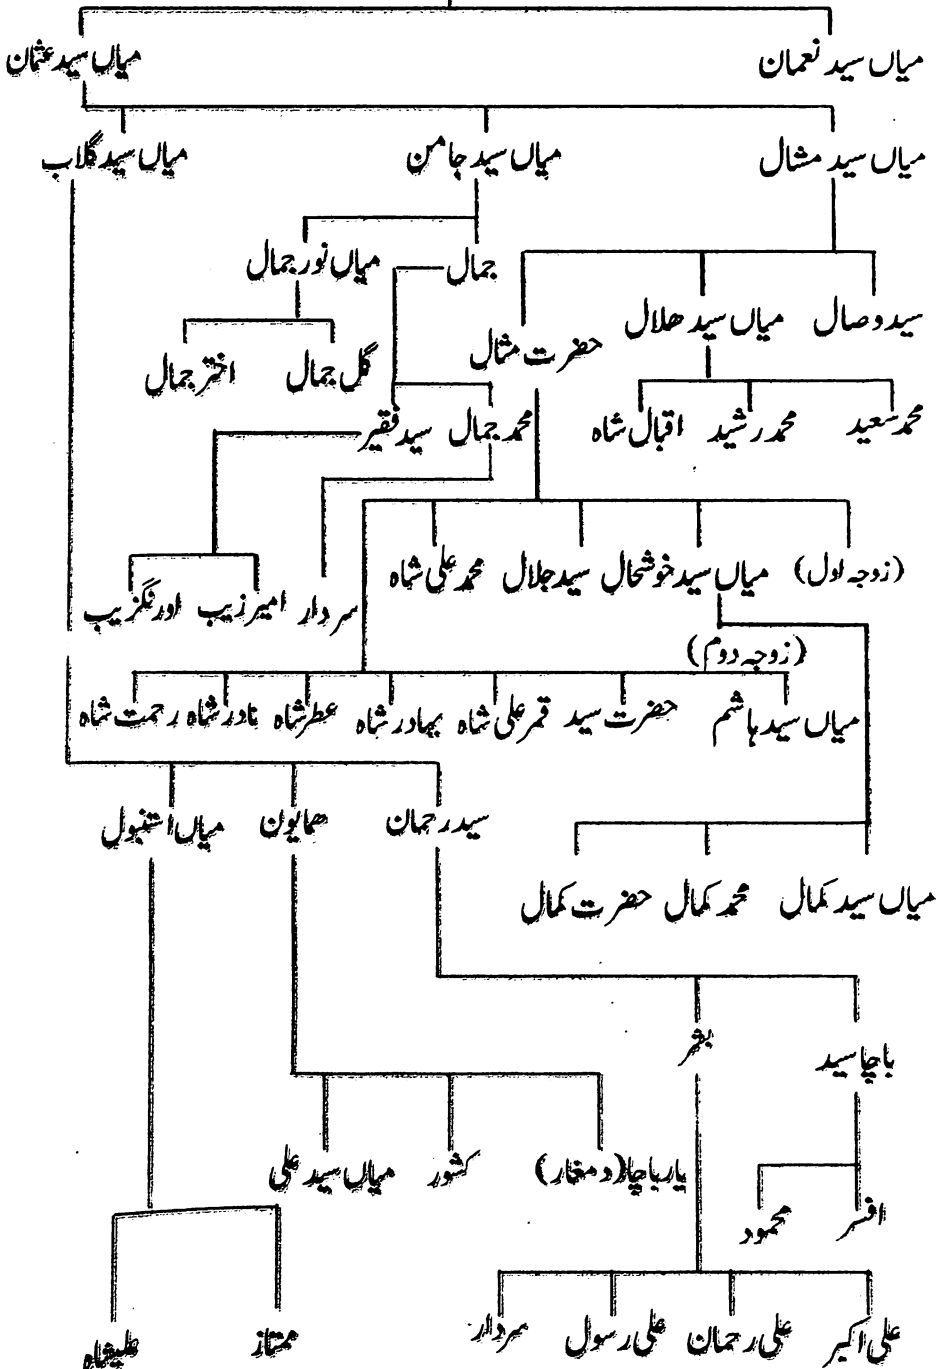 میاں سید نعمان میاں سید عثمان
میاں سید مشال میاں سید جامن میاں سید گلاب
جمال میاں نور جمال
سید وصال میاں سید ھلال حضرت مثال
گل جمال اختر جمال
محمد سعید محمد رشید اقبال شاہ محمد جمال سید فقیر
(زوجہ اول) میاں سید خوشحال سید جلال محمد علی شاہ
سردار امیر زیب اورنگزیب
(زوجہ دوم)
میاں سید ہاشم حضرت سید قمر علی شاہ بہادر شاہ عطر شاہ نادر شاہ رحمت شاہ
سید رحمان ھمایون میاں استنبول
میاں سید کمال محمد کمال حضرت کمال
باچا سید بشر
یار باچا (دمغار) کشور میاں سید علی
افسر محمود
علی اکبر علی رحمان علی رسول سردار ممتاز علیشاہ